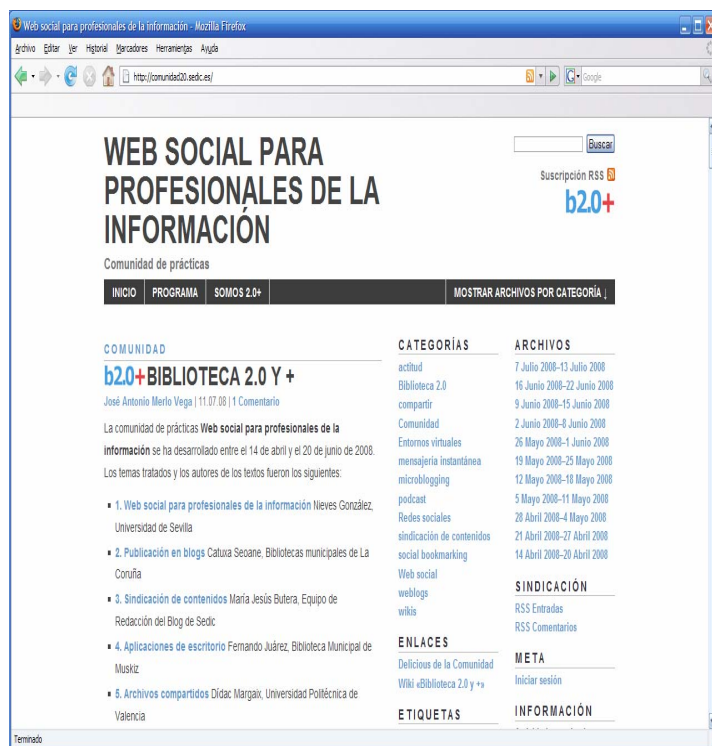 Web social para profesionales de la información - Mozilla Firefox
Archivo Editar Ver Historial Marcadores Herramientas Ayuda
http://comunidad20.sedic.es/
Google
WEB SOCIAL PARA
PROFESIONALES DE LA
INFORMACIÓN
Comunidad de prácticas
Buscar
Suscripción RSS
b2.0+
INICIO PROGRAMA SOMOS 2.0+ MOSTRAR ARCHIVOS POR CATEGORÍA ↓
COMUNIDAD
b2.0+ BIBLIOTECA 2.0 Y +
José Antonio Merlo Vega | 11.07.08 | 1 Comentario
La comunidad de prácticas Web social para profesionales de la
información se ha desarrollado entre el 14 de abril y el 20 de junio de 2008.
Los temas tratados y los autores de los textos fueron los siguientes:
1. Web social para profesionales de la información Nieves González,
Universidad de Sevilla
2. Publicación en blogs Catuxa Seoane, Bibliotecas municipales de La
Coruña
3. Sindicación de contenidos María Jesús Butera, Equipo de
Redacción del Blog de Sedic
4. Aplicaciones de escritorio Fernando Juárez, Biblioteca Municipal de
Muskiz
5. Archivos compartidos Dídac Margaix, Universidad Politécnica de
Valencia
CATEGORÍAS
actitud
Biblioteca 2.0
compartir
Comunidad
Entornos virtuales
mensajería instantánea
microblogging
podcast
Redes sociales
sindicación de contenidos
social bookmarking
Web social
weblogs
wikis
ENLACES
Delicious de la Comunidad
Wiki «Biblioteca 2.0 y +»
ETIQUETAS
ARCHIVOS
7 Julio 2008–13 Julio 2008
16 Junio 2008–22 Junio 2008
9 Junio 2008–15 Junio 2008
2 Junio 2008–8 Junio 2008
26 Mayo 2008–1 Junio 2008
19 Mayo 2008–25 Mayo 2008
12 Mayo 2008–18 Mayo 2008
5 Mayo 2008–11 Mayo 2008
28 Abril 2008–4 Mayo 2008
21 Abril 2008–27 Abril 2008
14 Abril 2008–20 Abril 2008
SINDICACIÓN
RSS Entradas
RSS Comentarios
META
Iniciar sesión
INFORMACIÓN
Terminado